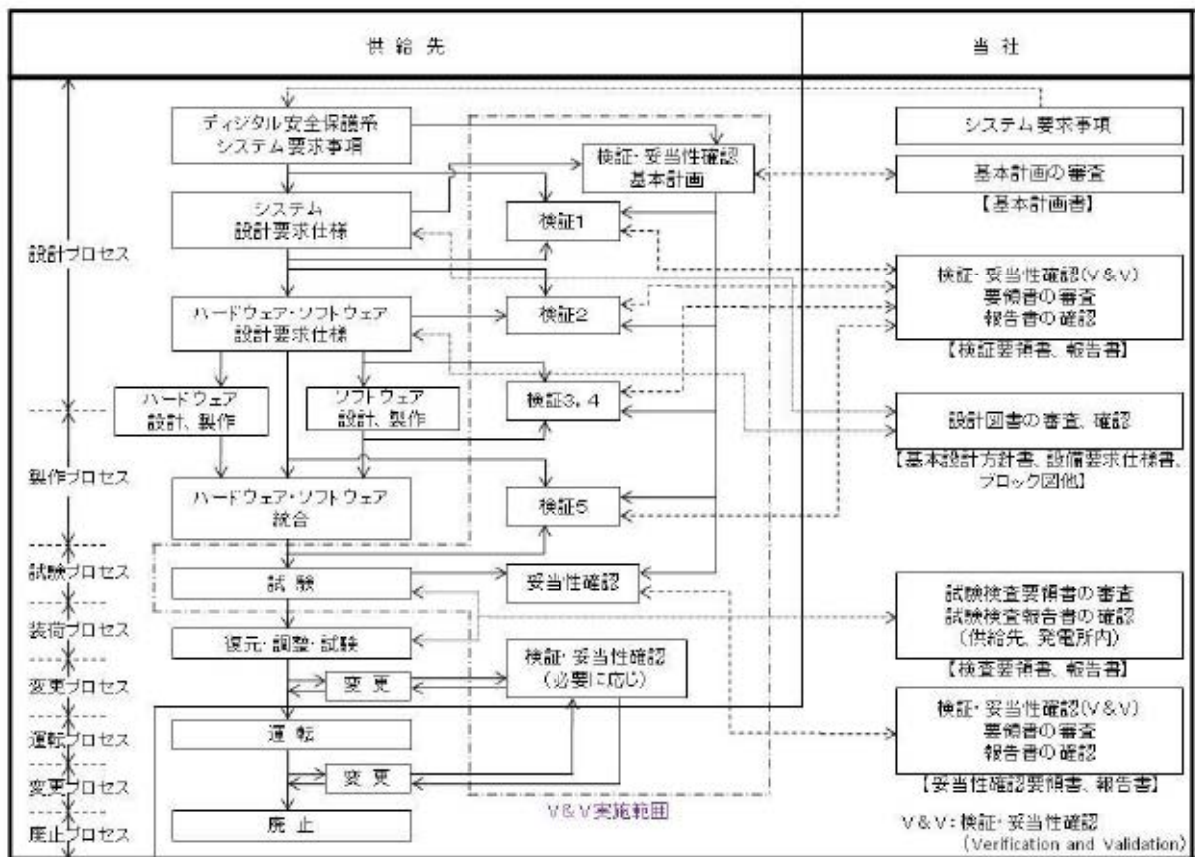 供給先
当社
ディジタル安全保護系
システム要求事項
システム要求事項
検証・妥当性確認
基本計画
基本計画の審査
【基本計画書】
システム
設計要求仕様
検証1
設計プロセス
検証・妥当性確認(V&V)
要領書の審査
報告書の確認
【検証要領書、報告書】
ハードウェア・ソフトウェア
設計要求仕様
検証2
ハードウェア
設計、製作
ソフトウェア
設計、製作
検証3，4
設計図書の審査、確認
【基本設計方針書、設備要求仕様書、
ブロック図他】
製作プロセス
ハードウェア・ソフトウェア
統合
検証5
試験プロセス
試験
妥当性確認
試験検査要領書の審査
試験検査報告書の確認
(供給先、発電所内)
【検査要領書、報告書】
装荷プロセス
復元・調整・試験
検証・妥当性確認
(必要に応じ)
変更プロセス
変更
検証・妥当性確認(V&V)
要領書の審査
報告書の確認
【妥当性確認要領書、報告書】
運転プロセス
運転
変更プロセス
変更
V&V実施範囲
廃止プロセス
廃止
V&V：検証・妥当性確認
(Verification and Validation)